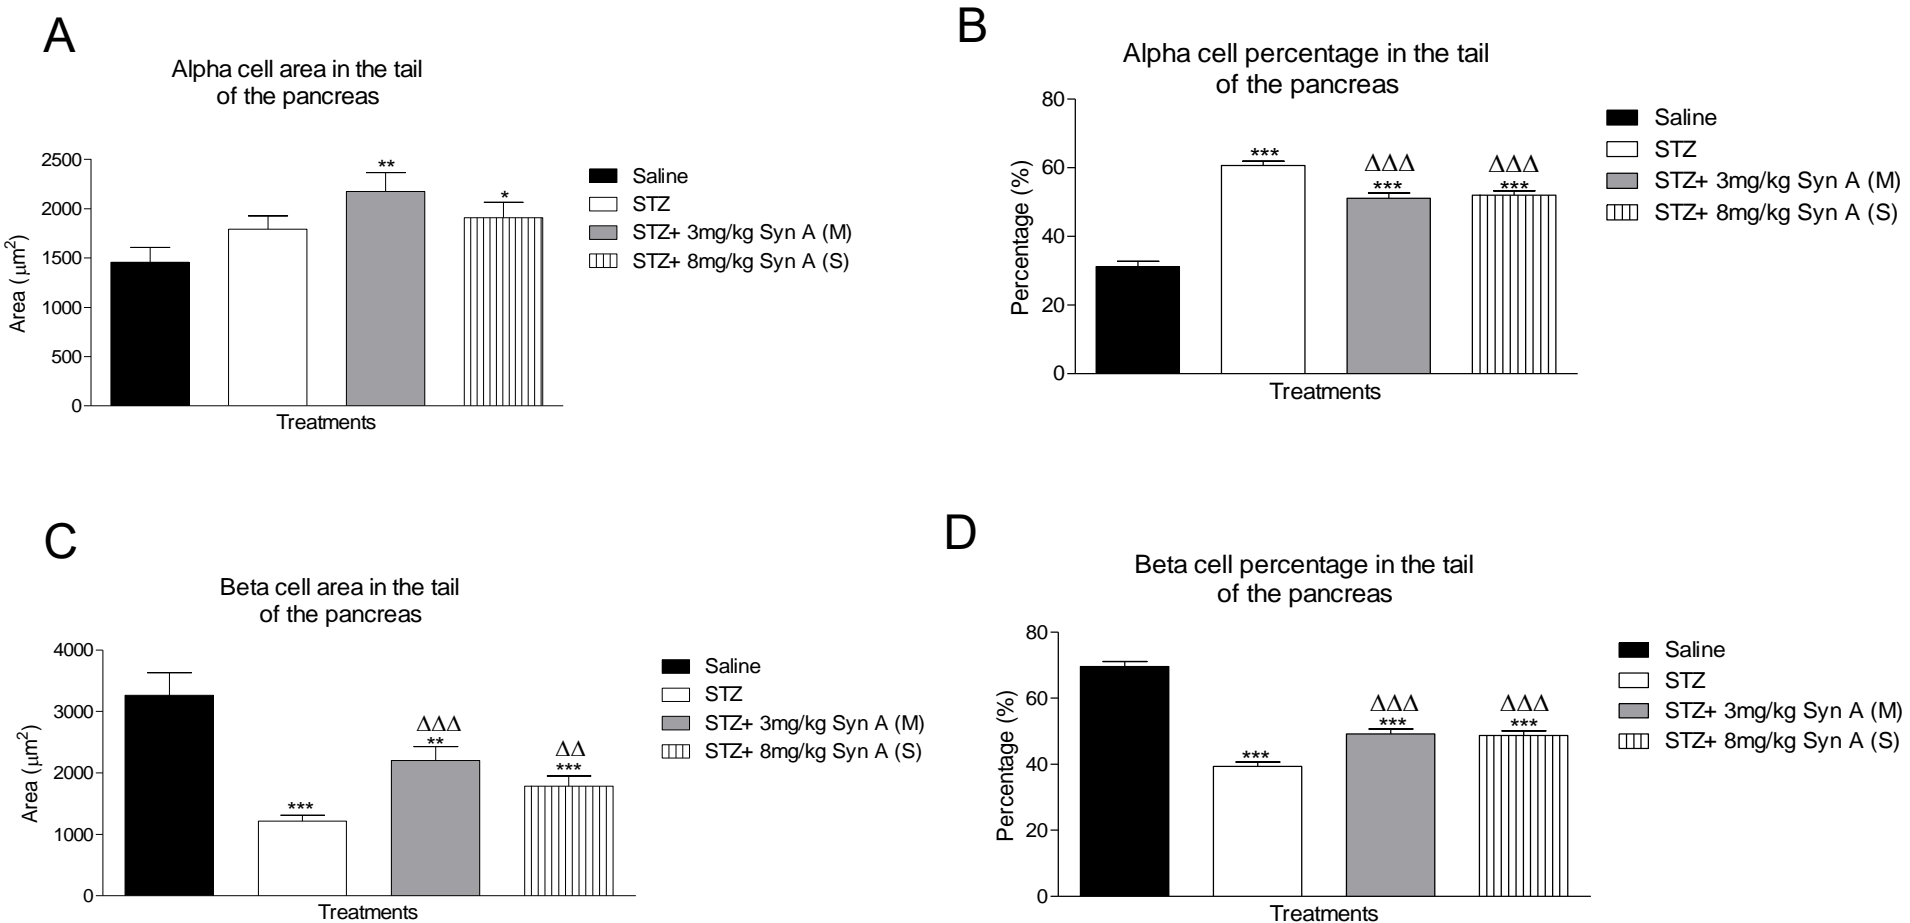 A
Alpha cell area in the tail
of the pancreas
2500
2000
1500
1000
500
0
Area (μm²)
**
*
Treatments
Saline
STZ
STZ+ 3mg/kg Syn A (M)
STZ+ 8mg/kg Syn A (S)
B
Alpha cell percentage in the tail
of the pancreas
80
60
40
20
0
Percentage (%)
***
ΔΔΔ
***
ΔΔΔ
***
Treatments
Saline
STZ
STZ+ 3mg/kg Syn A (M)
STZ+ 8mg/kg Syn A (S)
C
Beta cell area in the tail
of the pancreas
4000
3000
2000
1000
0
Area (μm²)
***
ΔΔΔ
**
ΔΔ
***
Treatments
Saline
STZ
STZ+ 3mg/kg Syn A (M)
STZ+ 8mg/kg Syn A (S)
D
Beta cell percentage in the tail
of the pancreas
80
60
40
20
0
Percentage (%)
***
ΔΔΔ
***
ΔΔΔ
***
Treatments
Saline
STZ
STZ+ 3mg/kg Syn A (M)
STZ+ 8mg/kg Syn A (S)